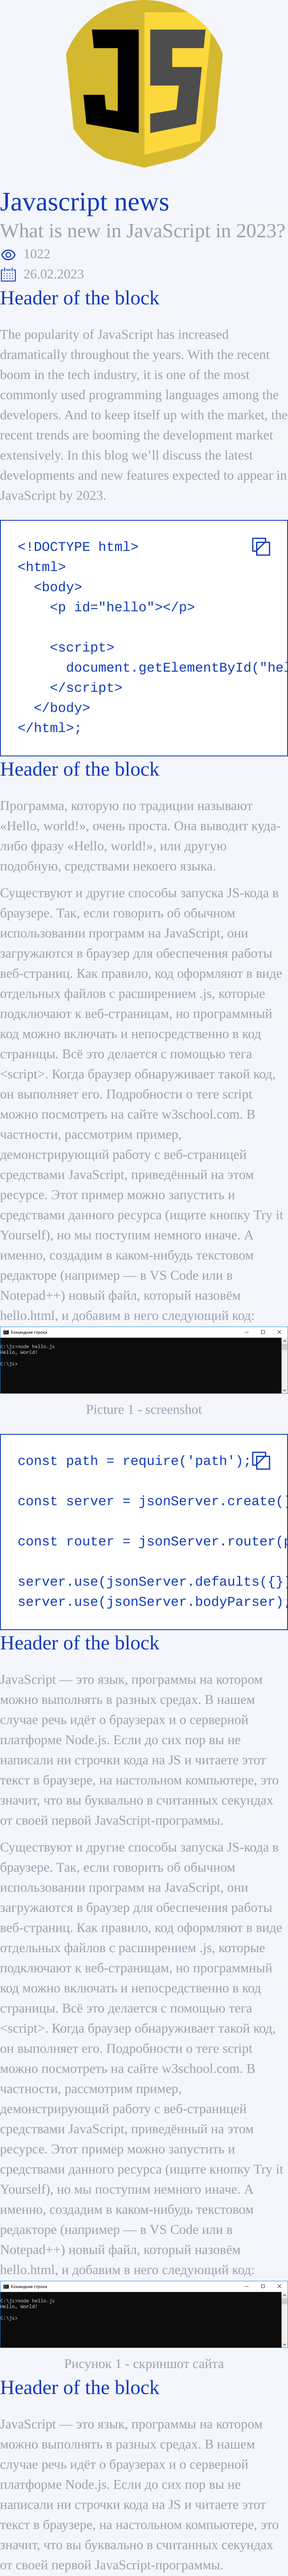 JS
Javascript news
What is new in JavaScript in 2023?
1022
26.02.2023
Header of the block
The popularity of JavaScript has increased
dramatically throughout the years. With the recent
boom in the tech industry, it is one of the most
commonly used programming languages among the
developers. And to keep itself up with the market, the
recent trends are booming the development market
extensively. In this blog we’ll discuss the latest
developments and new features expected to appear in
JavaScript by 2023.
<!DOCTYPE html>
<html>
<body>
<p id="hello"></p>
<script>
document.getElementById("hel
</script>
</body>
</html>;
Header of the block
Программа, которую по традиции называют
«Hello, world!», очень проста. Она выводит куда-
либо фразу «Hello, world!», или другую
подобную, средствами некоего языка.
Существуют и другие способы запуска JS-кода в
браузере. Так, если говорить об обычном
использовании программ на JavaScript, они
загружаются в браузер для обеспечения работы
веб-страниц. Как правило, код оформляют в виде
отдельных файлов с расширением .js, которые
подключают к веб-страницам, но программный
код можно включать и непосредственно в код
страницы. Всё это делается с помощью тега
<script>. Когда браузер обнаруживает такой код,
он выполняет его. Подробности о теге script
можно посмотреть на сайте w3school.com. В
частности, рассмотрим пример,
демонстрирующий работу с веб-страницей
средствами JavaScript, приведённый на этом
ресурсе. Этот пример можно запустить и
средствами данного ресурса (ищите кнопку Try it
Yourself), но мы поступим немного иначе. А
именно, создадим в каком-нибудь текстовом
редакторе (например — в VS Code или в
Notepad++) новый файл, который назовём
hello.html, и добавим в него следующий код:
Командная строка
C:\js>node hello.js
Hello, World!
C:\js>
Picture 1 - screenshot
const path = require('path');
const server = jsonServer.create()
const router = jsonServer.router(p
server.use(jsonServer.defaults({})
server.use(jsonServer.bodyParser);
Header of the block
JavaScript — это язык, программы на котором
можно выполнять в разных средах. В нашем
случае речь идёт о браузерах и о серверной
платформе Node.js. Если до сих пор вы не
написали ни строчки кода на JS и читаете этот
текст в браузере, на настольном компьютере, это
значит, что вы буквально в считанных секундах
от своей первой JavaScript-программы.
Существуют и другие способы запуска JS-кода в
браузере. Так, если говорить об обычном
использовании программ на JavaScript, они
загружаются в браузер для обеспечения работы
веб-страниц. Как правило, код оформляют в виде
отдельных файлов с расширением .js, которые
подключают к веб-страницам, но программный
код можно включать и непосредственно в код
страницы. Всё это делается с помощью тега
<script>. Когда браузер обнаруживает такой код,
он выполняет его. Подробности о теге script
можно посмотреть на сайте w3school.com. В
частности, рассмотрим пример,
демонстрирующий работу с веб-страницей
средствами JavaScript, приведённый на этом
ресурсе. Этот пример можно запустить и
средствами данного ресурса (ищите кнопку Try it
Yourself), но мы поступим немного иначе. А
именно, создадим в каком-нибудь текстовом
редакторе (например — в VS Code или в
Notepad++) новый файл, который назовём
hello.html, и добавим в него следующий код:
Командная строка
C:\js>node hello.js
Hello, World!
C:\js>
Рисунок 1 - скриншот сайта
Header of the block
JavaScript — это язык, программы на котором
можно выполнять в разных средах. В нашем
случае речь идёт о браузерах и о серверной
платформе Node.js. Если до сих пор вы не
написали ни строчки кода на JS и читаете этот
текст в браузере, на настольном компьютере, это
значит, что вы буквально в считанных секундах
от своей первой JavaScript-программы.